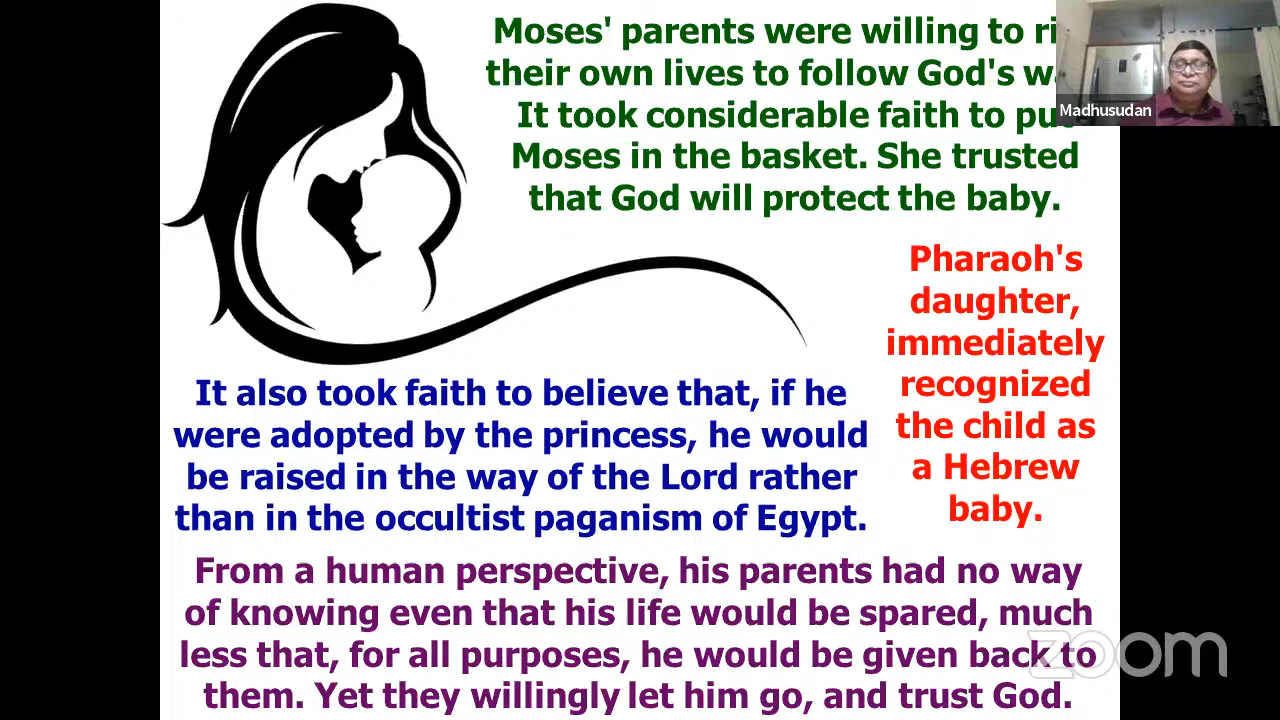 Moses' parents were willing to
their own lives to follow God's
It took considerable faith to
Moses in the basket. She trusted
that God will protect the baby.
Madhusudan
Pharaoh's
daughter,
immediately
recognized
the child as
a Hebrew
baby.
It also took faith to believe that, if he
were adopted by the princess, he would
be raised in the way of the Lord rather
than in the occultist paganism of Egypt.
From a human perspective, his parents had no way
of knowing even that his life would be spared, much
less that, for all purposes, he would be given back to
them. Yet they willingly let him go, and trust God.
zoom